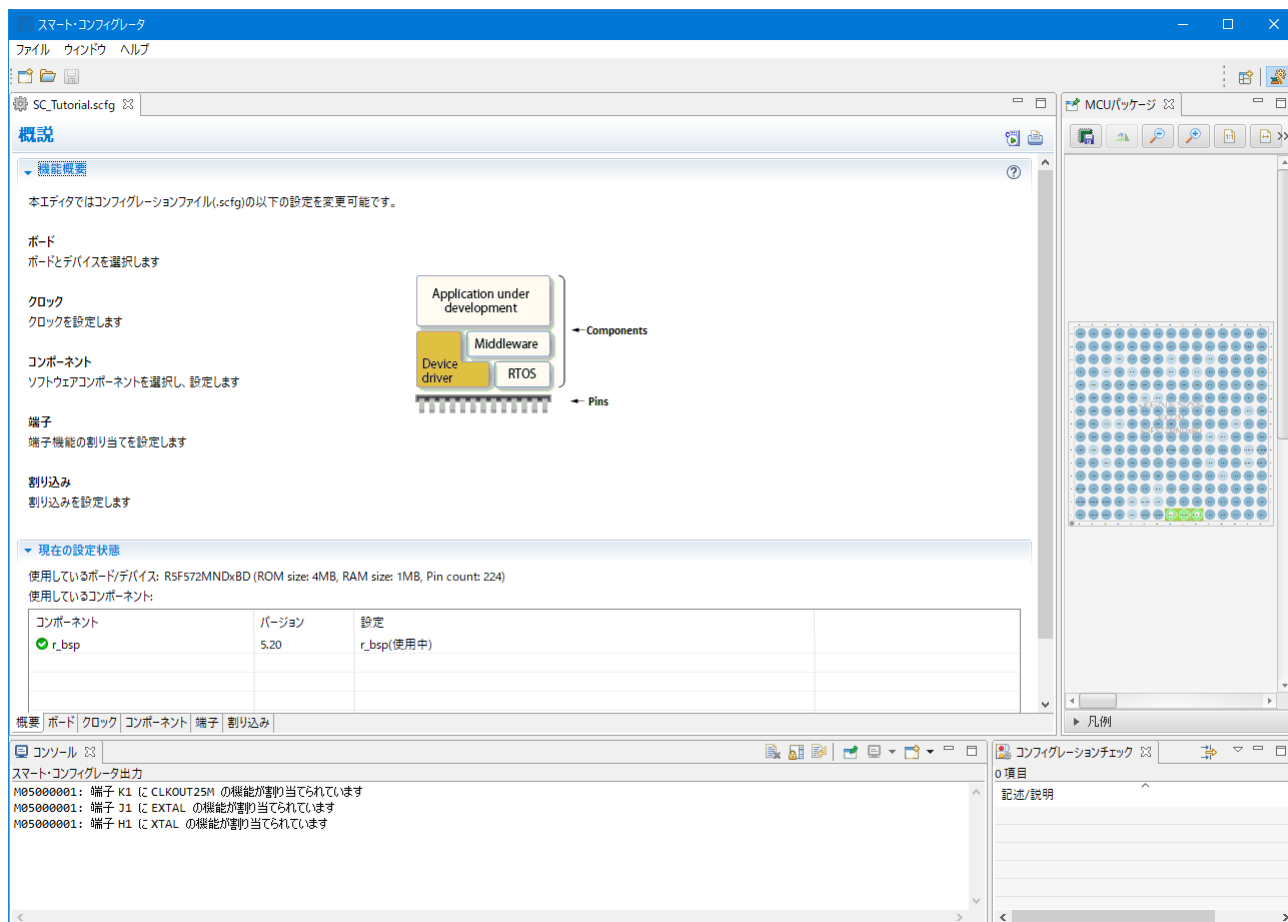 スマート・コンフィグレータ
ファイル ウィンドウ ヘルプ
SC_Tutorial.scfg
概説
機能概要
本エディタではコンフィグレーションファイル(.scfg)の以下の設定を変更可能です。
ボード
ボードとデバイスを選択します
クロック
クロックを設定します
コンポーネント
ソフトウェアコンポーネントを選択し、設定します
端子
端子機能の割り当てを設定します
割り込み
割り込みを設定します
Application under
development
Middleware
Device
driver
RTOS
Components
Pins
現在の設定状態
使用しているボード/デバイス: R5F572MNDxBD (ROM size: 4MB, RAM size: 1MB, Pin count: 224)
使用しているコンポーネント:
コンポーネント バージョン 設定
r_bsp 5.20 r_bsp(使用中)
概要 ボード クロック コンポーネント 端子 割り込み
MCUパッケージ
凡例
コンソール
スマート・コンフィグレータ出力
M05000001: 端子 K1 に CLKOUT25M の機能が割り当てられています
M05000001: 端子 J1 に EXTAL の機能が割り当てられています
M05000001: 端子 H1 に XTAL の機能が割り当てられています
コンフィグレーションチェック
0 項目
記述/説明